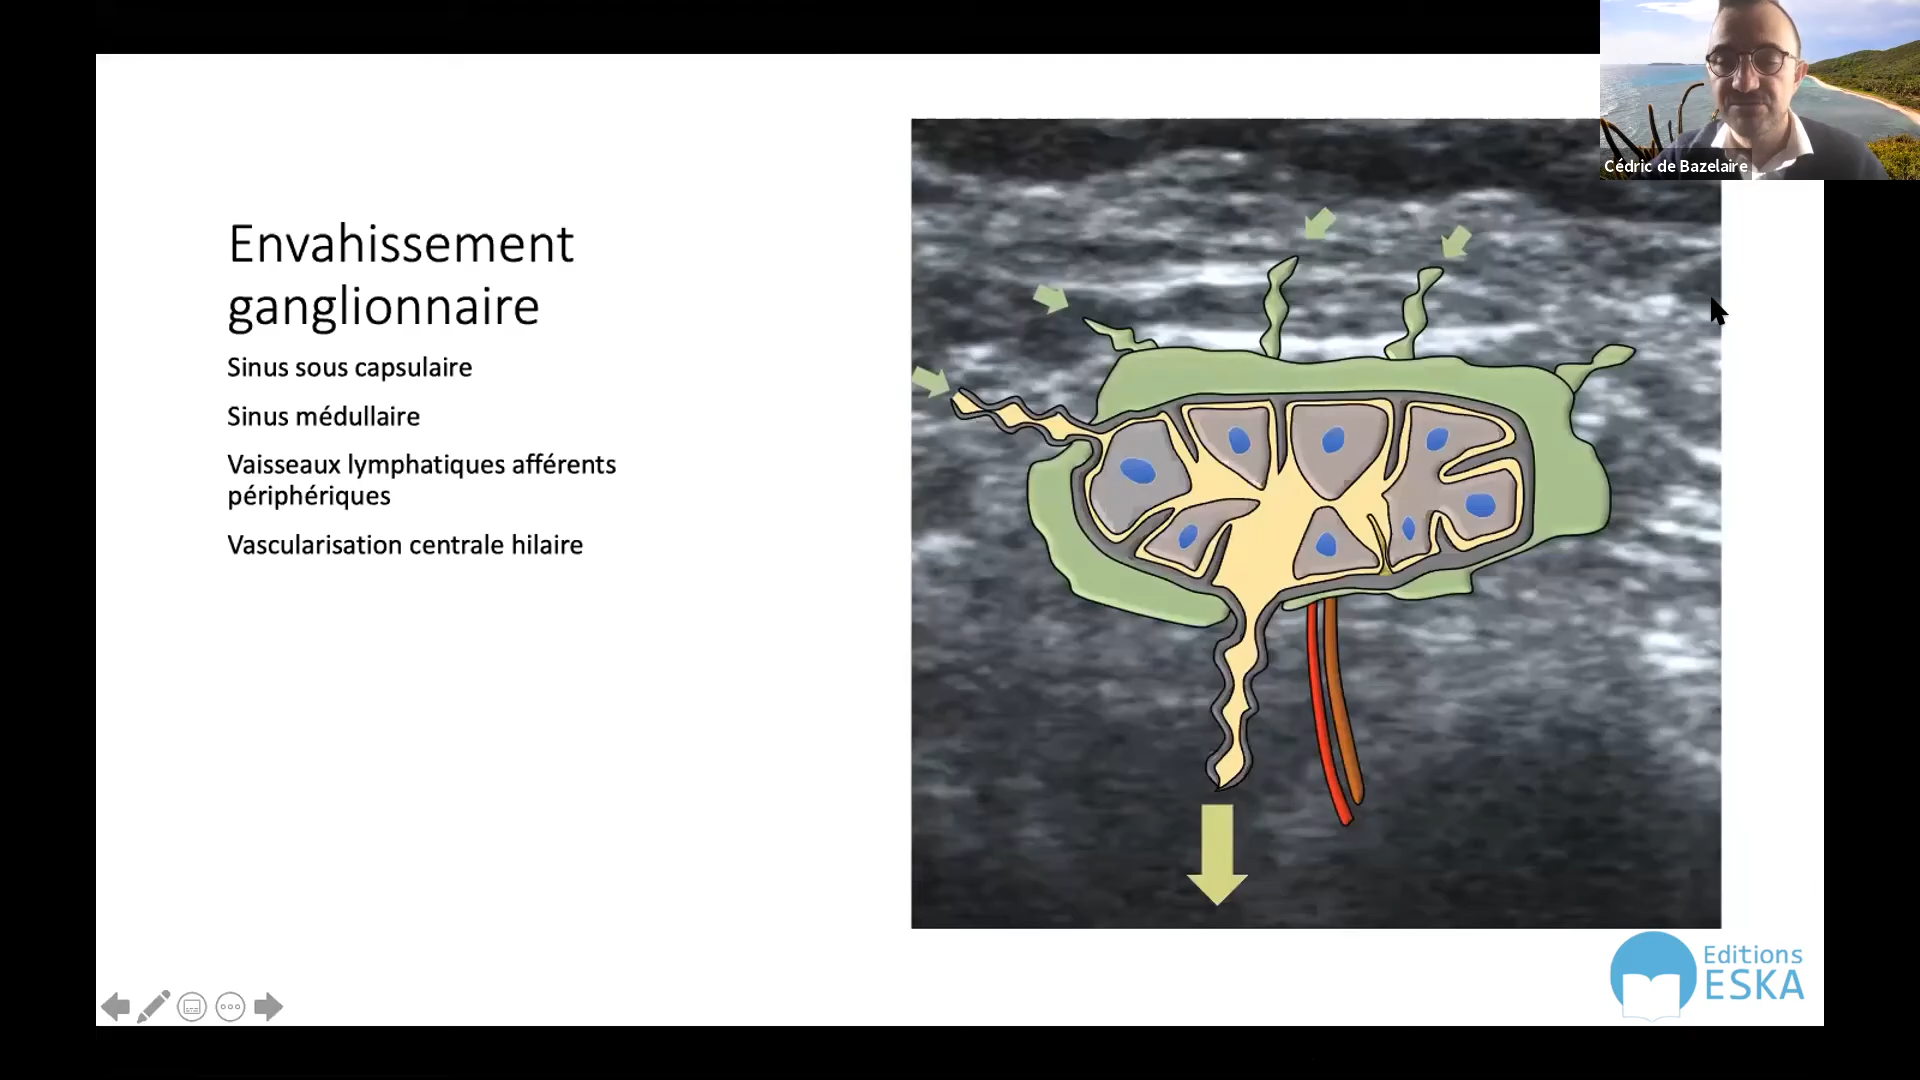 Cédric de Bazelaire
Envahissement
ganglionnaire
Sinus sous capsulaire
Sinus médullaire
Vaisseaux lymphatiques afférents
périphériques
Vascularisation centrale hilaire
Editions
ESKA